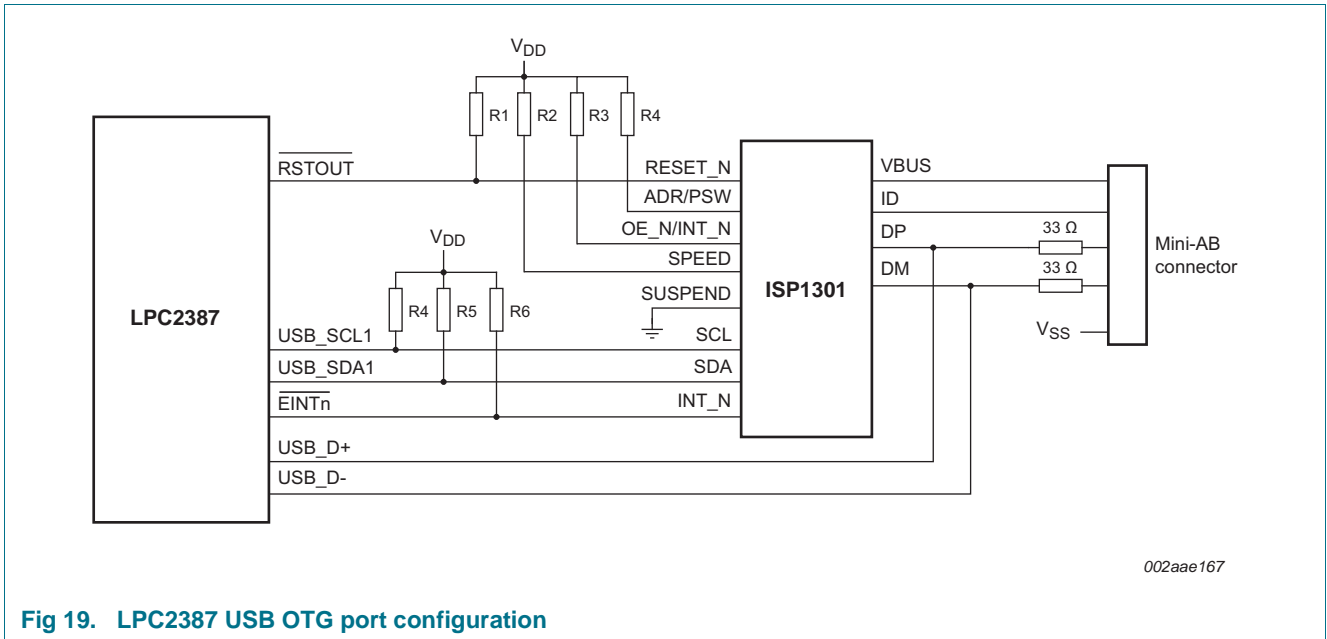 VDD
R1 R2 R3 R4
RSTOUT
RESET_N
ADR/PSW
OE_N/INT_N
SPEED
SUSPEND
SCL
SDA
INT_N
VDD
R4 R5 R6
LPC2387
USB_SCL1
USB_SDA1
EINTn
USB_D+
USB_D-
ISP1301
VBUS
ID
DP
DM
33 Ω
33 Ω
VSS
Mini-AB
connector
002aae167
Fig 19. LPC2387 USB OTG port configuration